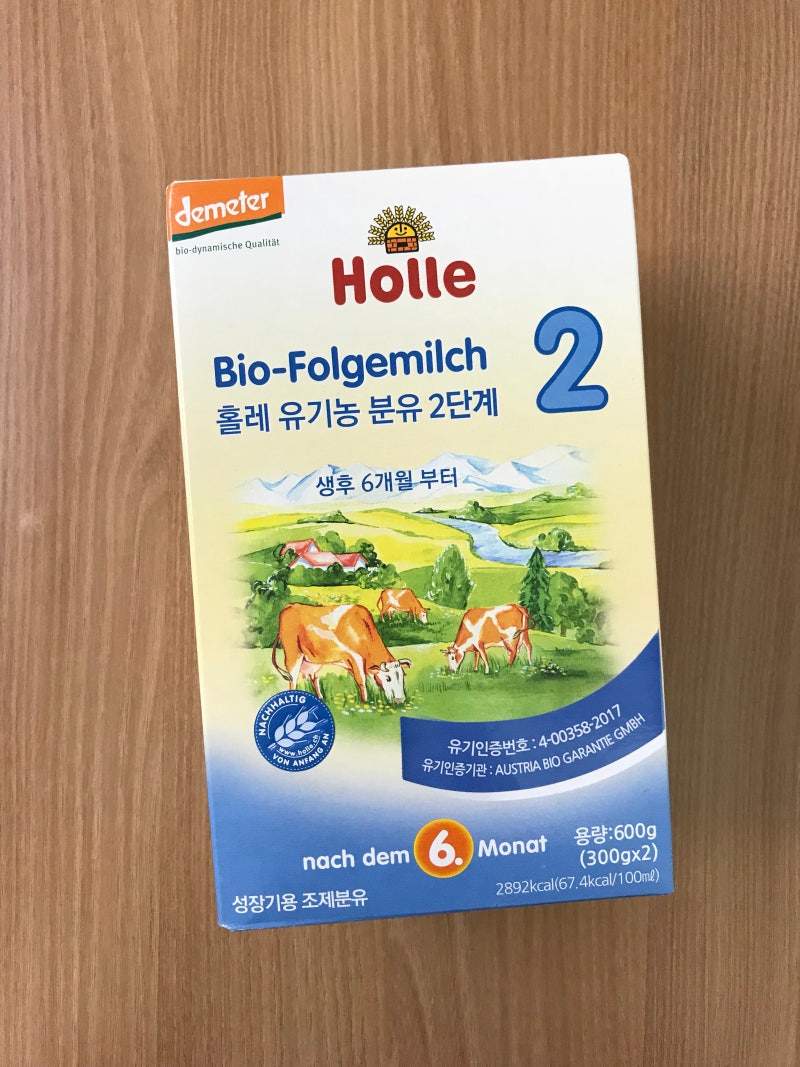 demeter
bio-dynamische Qualität
Holle
Bio-Folgemilch
2
홀레 유기농 분유 2단계
생후 6개월 부터
NACHHALTIG
www.holle.ch
VON ANFANG AN
유기인증번호 : 4-00358-2017
유기인증기관 : AUSTRIA BIO GARANTIE GMBH
nach dem 6. Monat
용량:600g
(300gx2)
2892kcal(67.4kcal/100㎖)
성장기용 조제분유